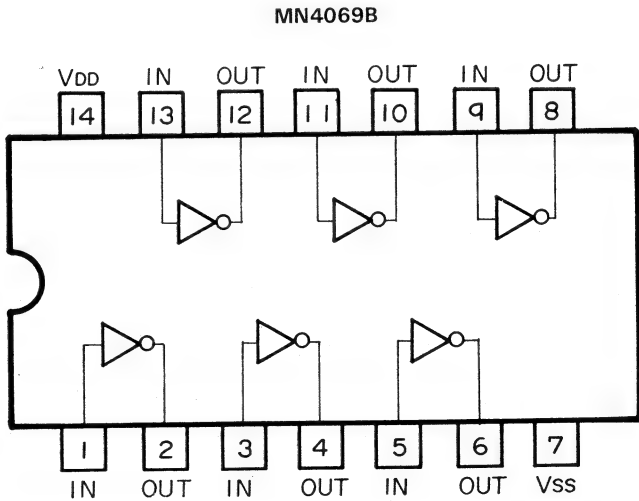 MN4069B
VDD IN OUT IN OUT IN OUT
14 13 12 11 10 9 8
1 2 3 4 5 6 7
IN OUT IN OUT IN OUT VSS